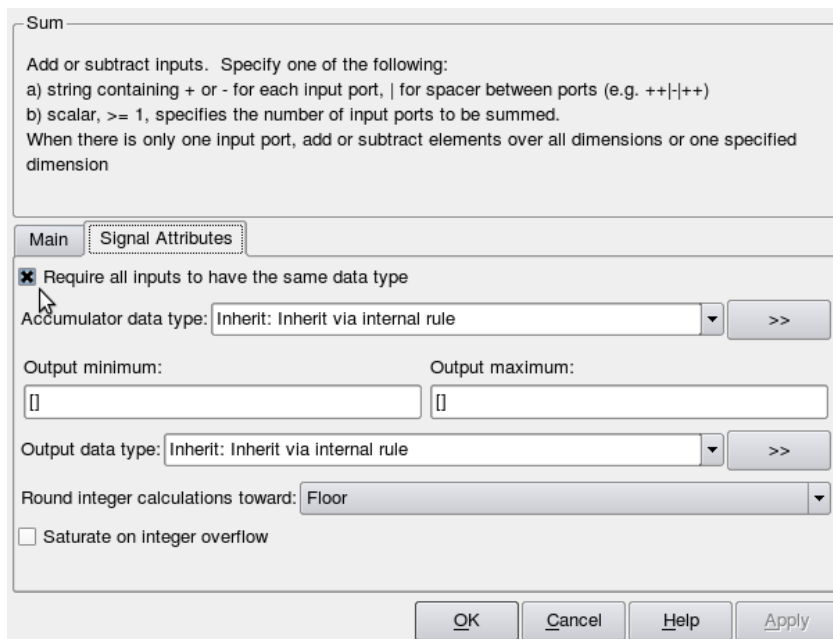 Sum
Add or subtract inputs.  Specify one of the following:
a) string containing + or - for each input port, | for spacer between ports (e.g. ++|-|++)
b) scalar, >= 1, specifies the number of input ports to be summed.
When there is only one input port, add or subtract elements over all dimensions or one specified
dimension
Main Signal Attributes
Require all inputs to have the same data type
Accumulator data type: Inherit: Inherit via internal rule >>
Output minimum: Output maximum:
[] []
Output data type: Inherit: Inherit via internal rule >>
Round integer calculations toward: Floor
Saturate on integer overflow
OK Cancel Help Apply